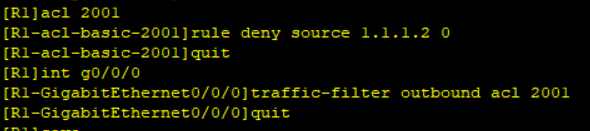 [R1]acl 2001
[R1-acl-basic-2001]rule deny source 1.1.1.2 0
[R1-acl-basic-2001]quit
[R1]int g0/0/0
[R1-GigabitEthernet0/0/0]traffic-filter outbound acl 2001
[R1-GigabitEthernet0/0/0]quit